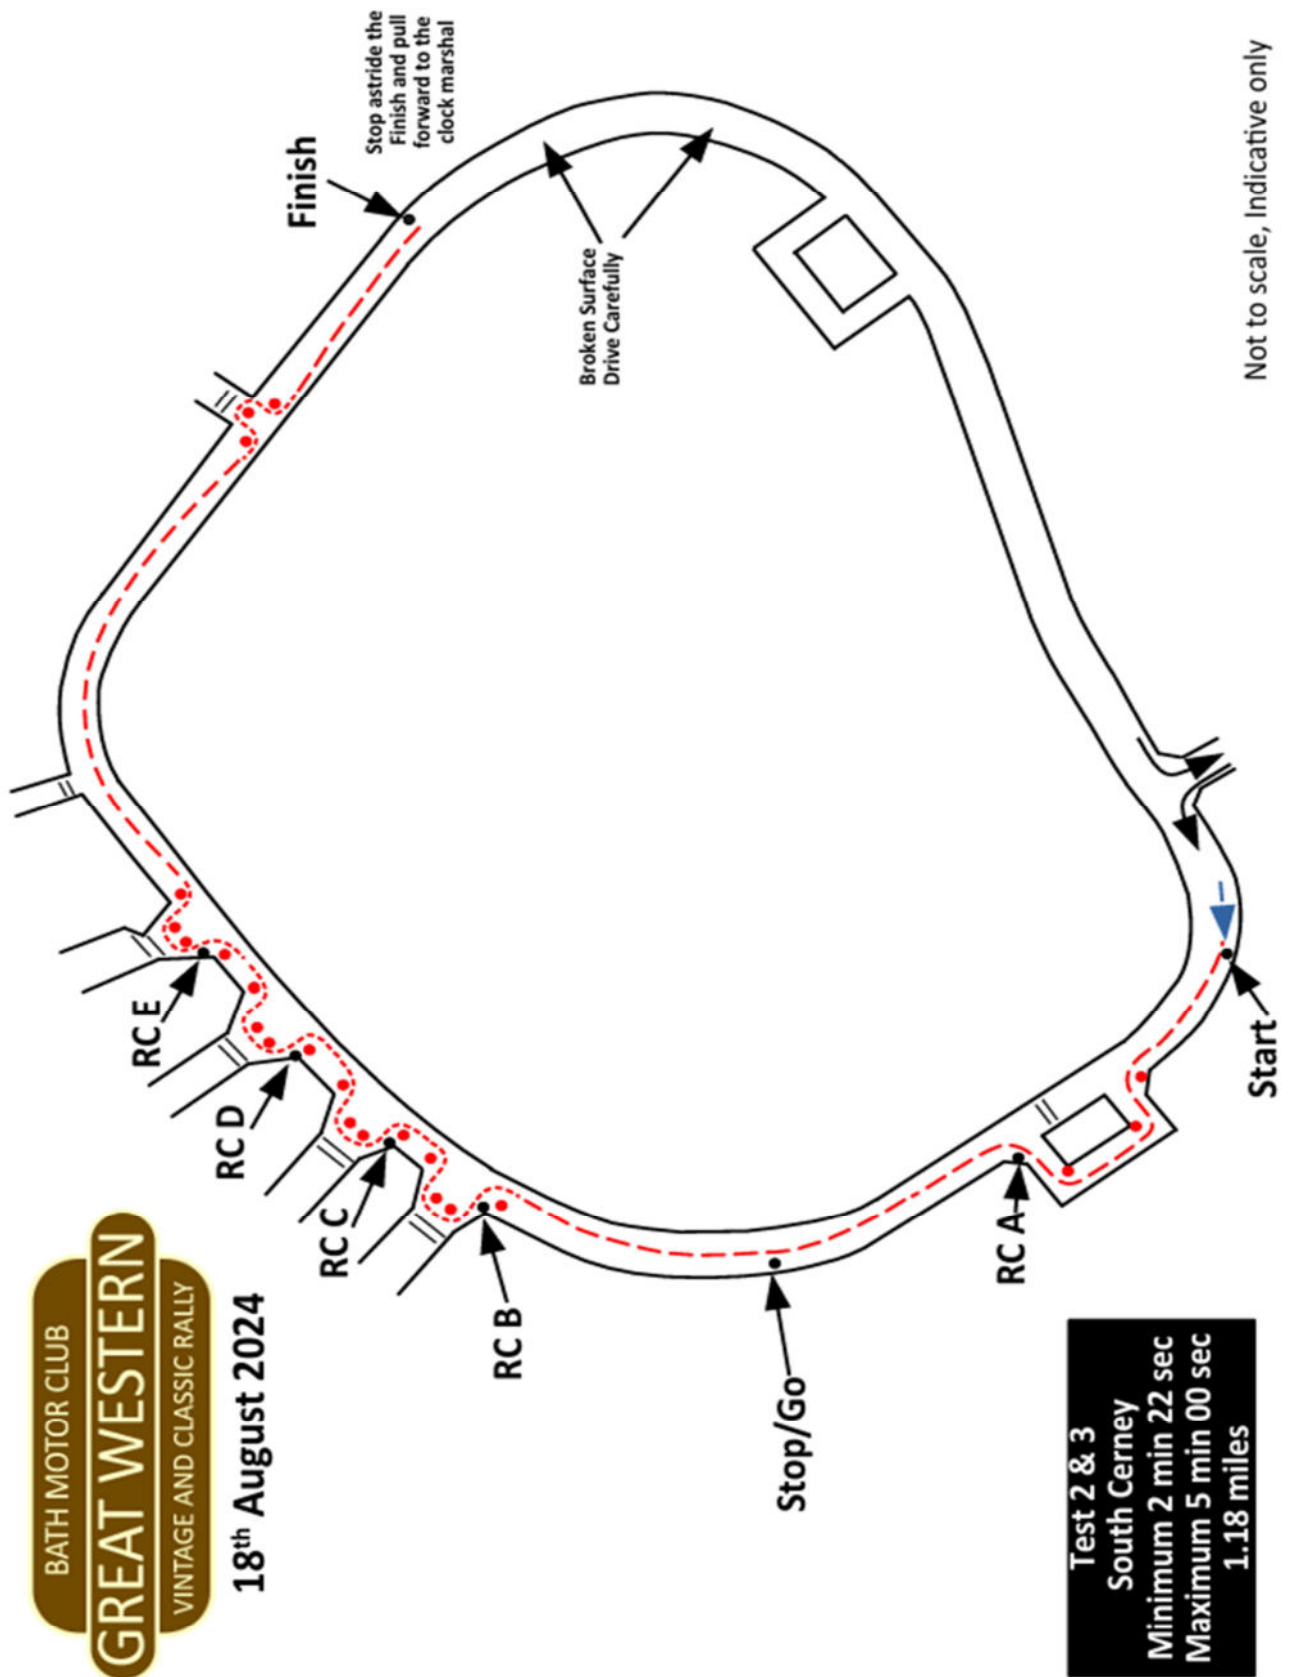 BATH MOTOR CLUB
GREAT WESTERN
VINTAGE AND CLASSIC RALLY
18th August 2024
RC E
RC D
RC C
RC B
Stop/Go
RC A
Start
Finish
Stop astride the
Finish and pull
forward to the
clock marshal
Broken Surface
Drive Carefully
Test 2 & 3
South Cerney
Minimum 2 min 22 sec
Maximum 5 min 00 sec
1.18 miles
Not to scale, Indicative only